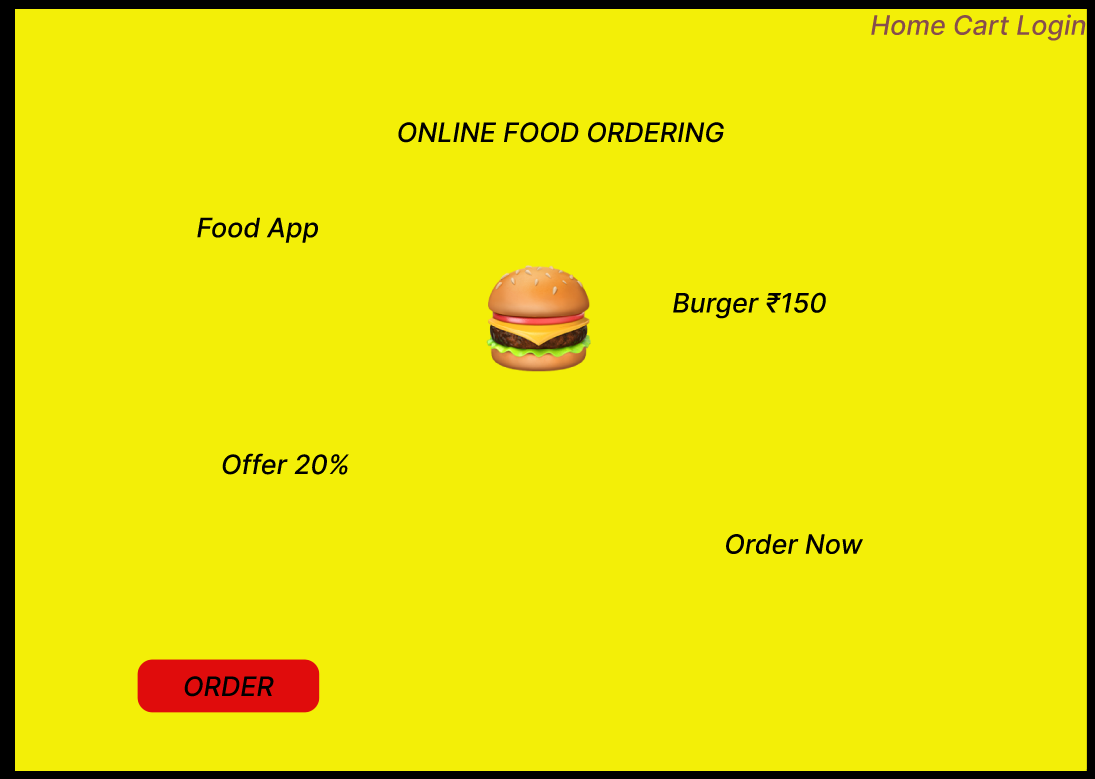 Home Cart Login
ONLINE FOOD ORDERING
Food App
Burger ₹150
Offer 20%
Order Now
ORDER